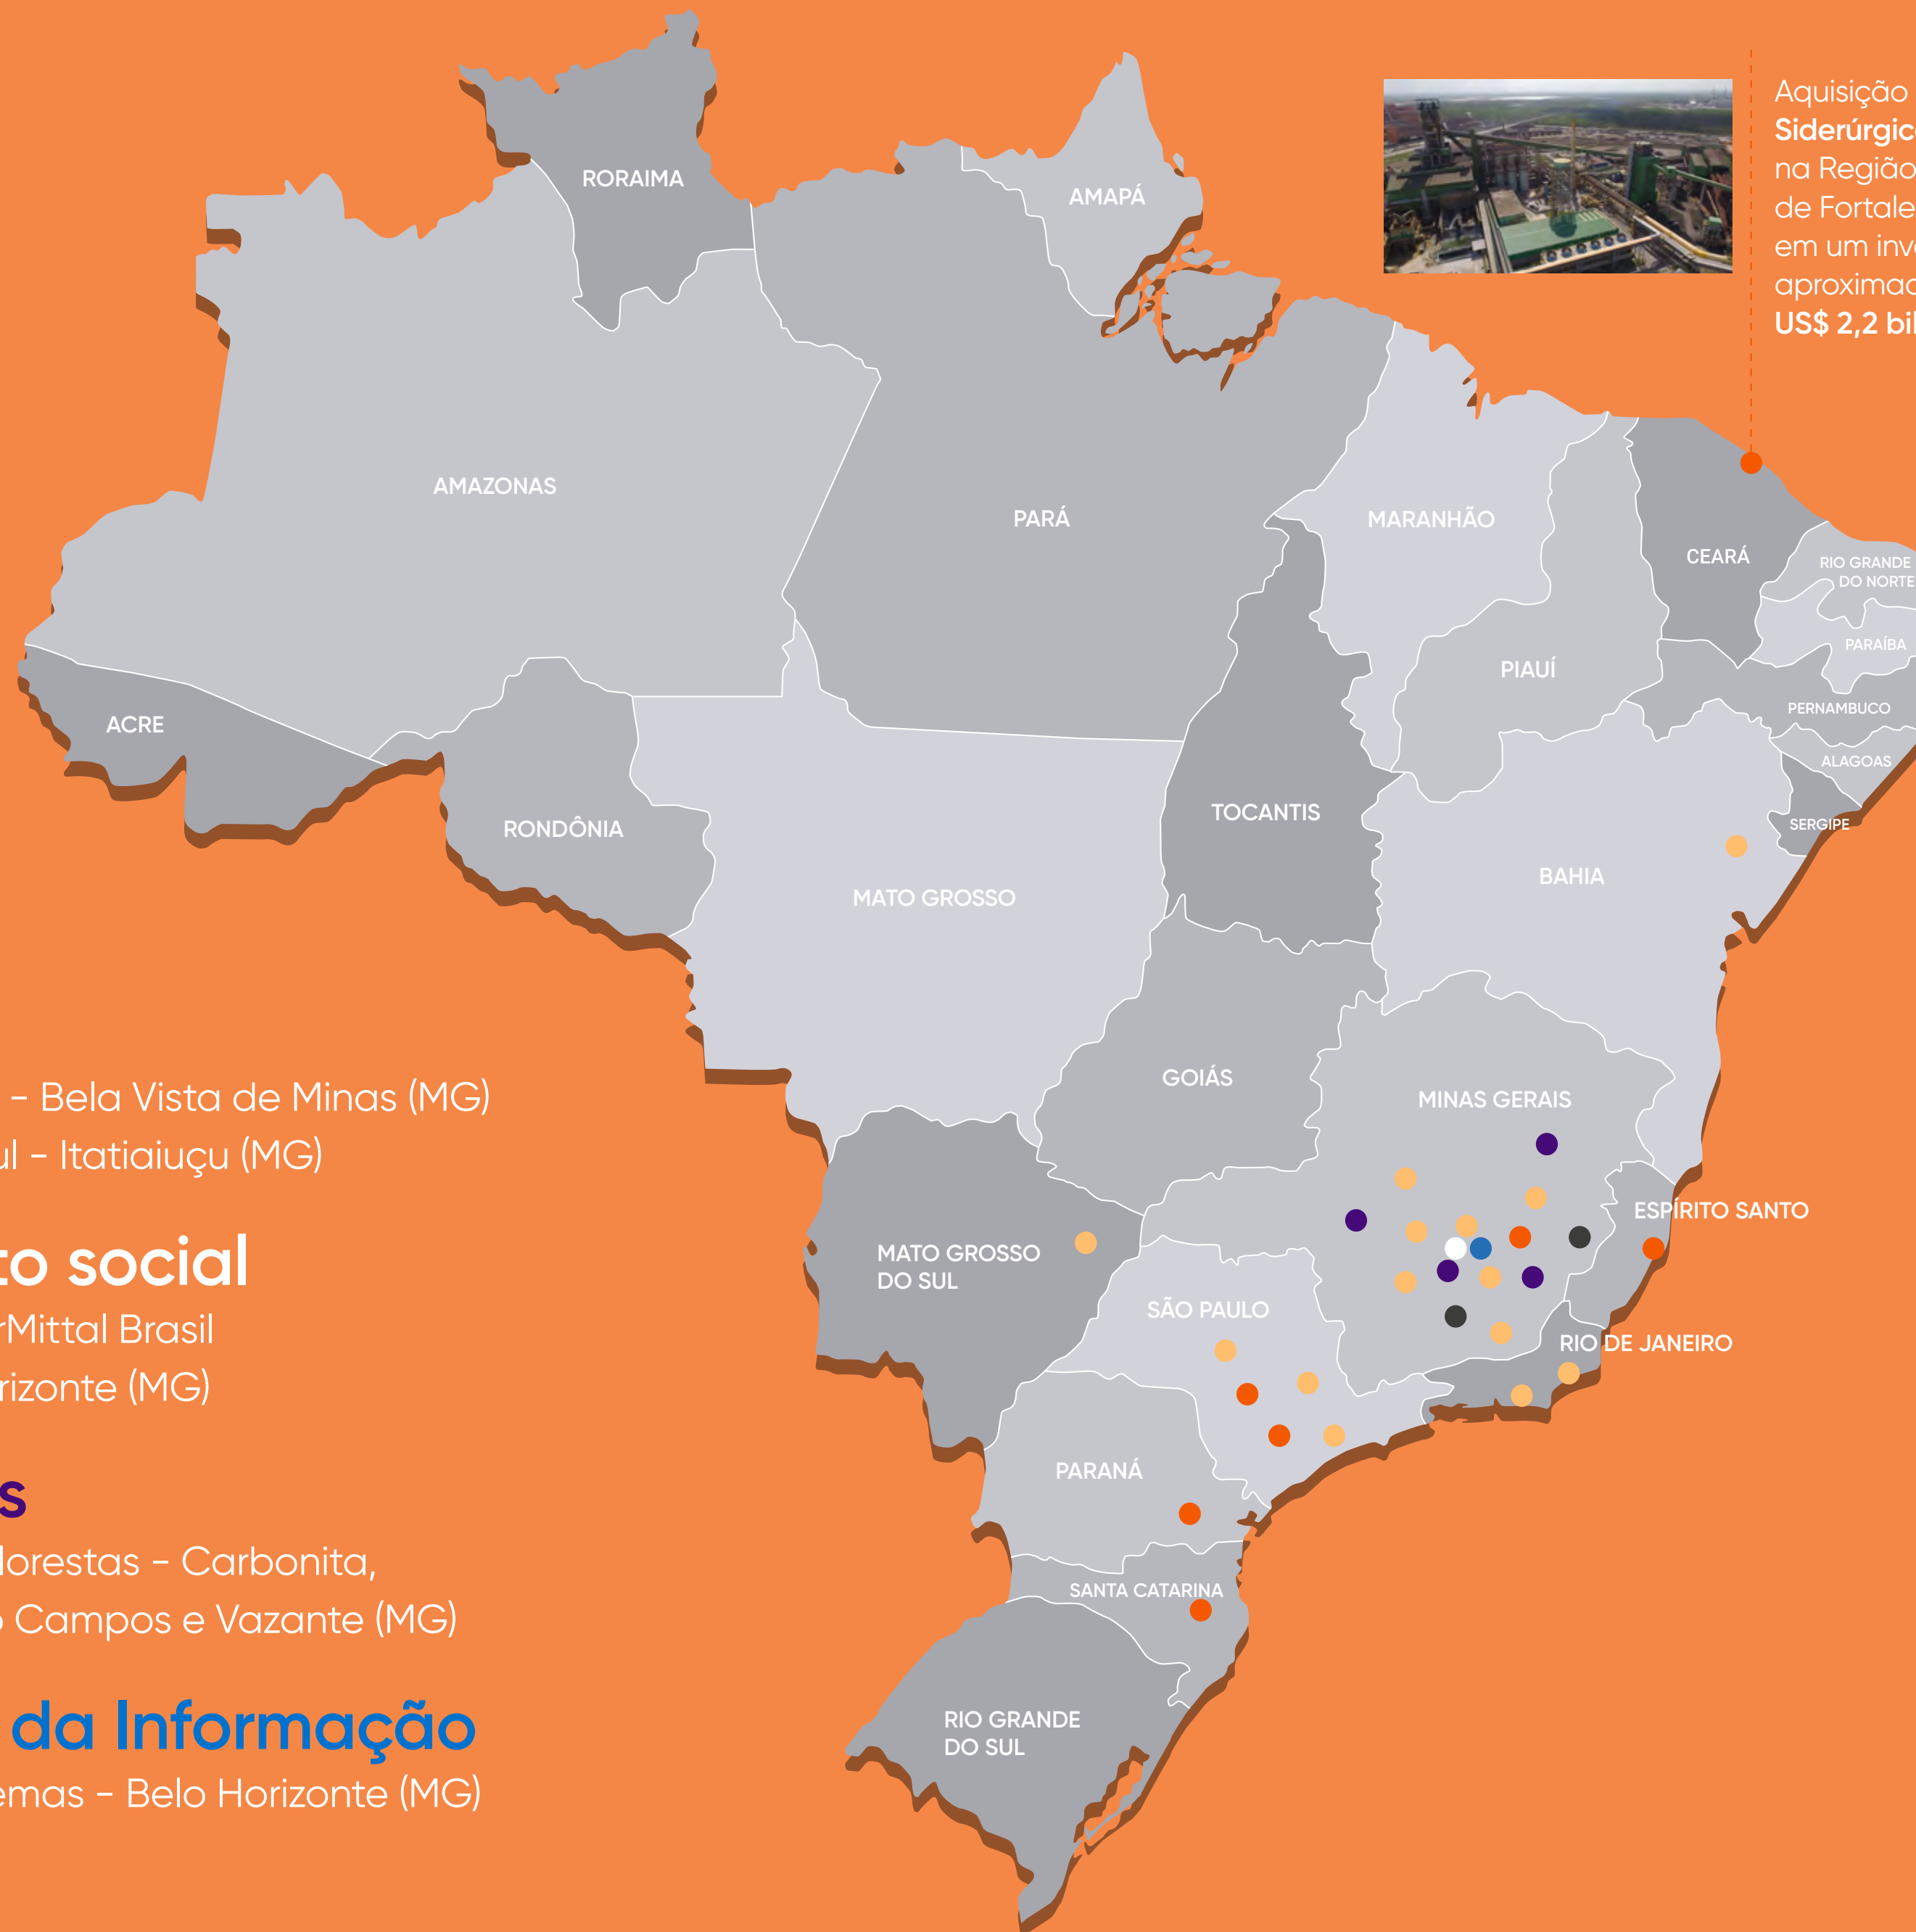 Aquisição
Siderúrgic
na Região
de Fortale
em um inv
aproximad
US$ 2,2 bil
RORAIMA
AMAPÁ
AMAZONAS
PARÁ
MARANHÃO
CEARÁ
RIO GRANDE
DO NORTE
PARAÍBA
PIAUÍ
PERNAMBUCO
ACRE
ALAGOAS
TOCANTIS
SERGIPE
RONDÔNIA
BAHIA
MATO GROSSO
GOIÁS
MINAS GERAIS
ESPÍRITO SANTO
MATO GROSSO
DO SUL
SÃO PAULO
RIO DE JANEIRO
PARANÁ
SANTA CATARINA
RIO GRANDE
DO SUL
- Bela Vista de Minas (MG)
ul - Itatiaiuçu (MG)
to social
rMittal Brasil
rizonte (MG)
s
lorestas - Carbonita,
o Campos e Vazante (MG)
da Informação
emas - Belo Horizonte (MG)